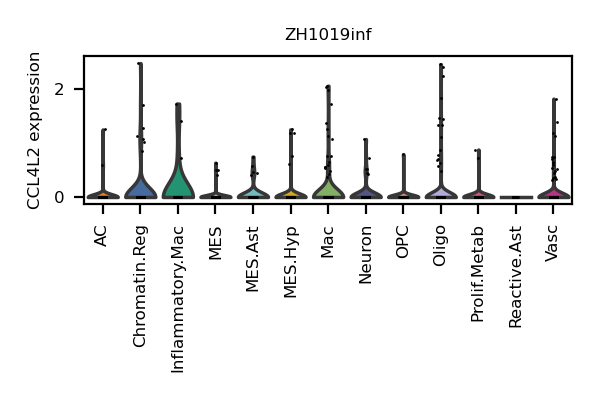 ZH1019inf
CCL4L2 expression
2
0
AC
Chromatin.Reg
Inflammatory.Mac
MES
MES.Ast
MES.Hyp
Mac
Neuron
OPC
Oligo
Prolif.Metab
Reactive.Ast
Vasc